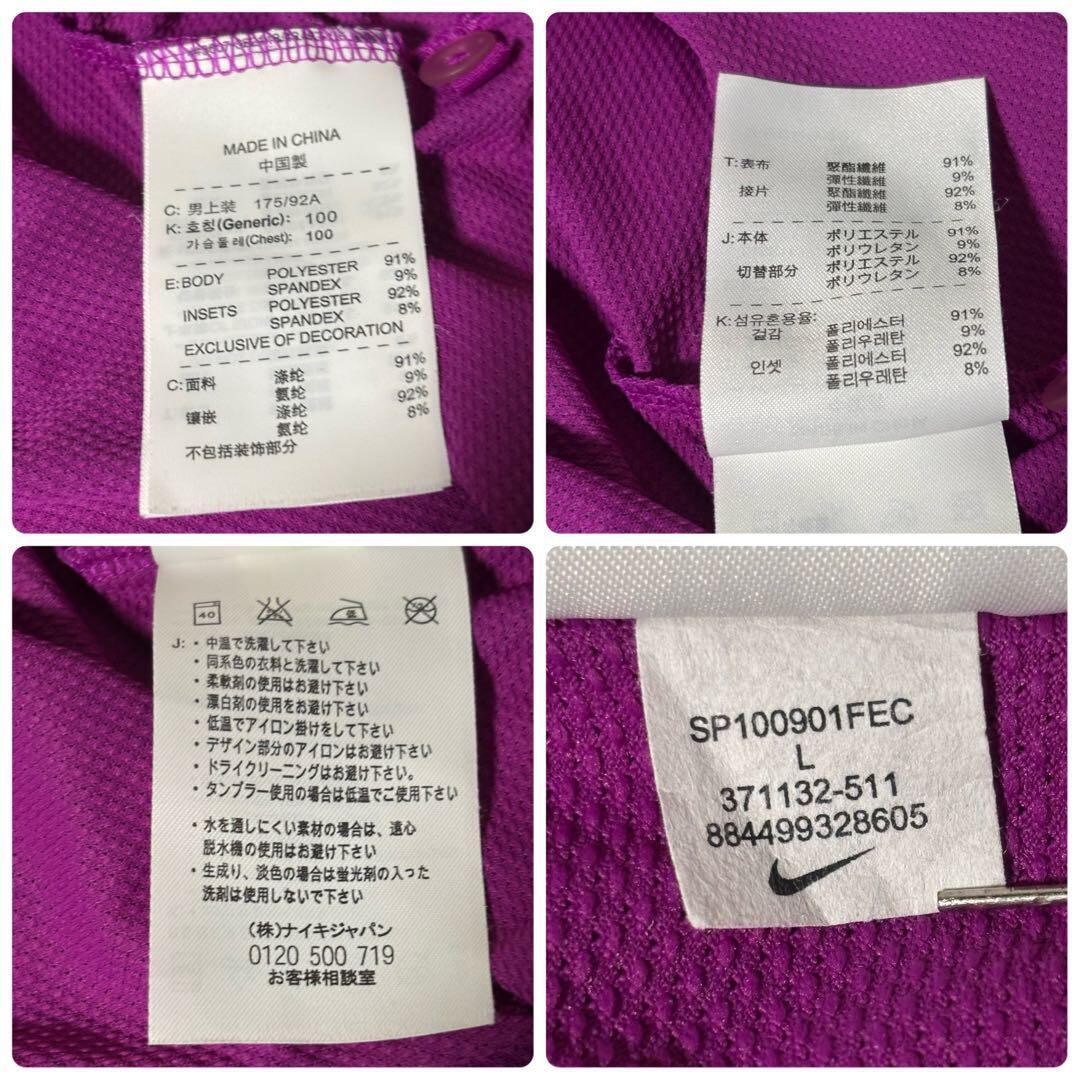 MADE IN CHINA
中国製
C: 男上装 175/92A
K: 호칭(Generic): 100
가슴둘레(Chest): 100
E: BODY POLYESTER 91%
SPANDEX 9%
INSETS POLYESTER 92%
SPANDEX 8%
EXCLUSIVE OF DECORATION
C: 面料 涤纶 91%
氨纶 9%
镶嵌 涤纶 92%
氨纶 8%
不包括装饰部分
T: 表布 聚酯纖維 91%
彈性纖維 9%
接片 聚酯纖維 92%
彈性纖維 8%
J: 本体 ポリエステル 91%
ポリウレタン 9%
切替部分 ポリエステル 92%
ポリウレタン 8%
K: 섬유혼용율:
겉감 폴리에스터 91%
폴리우레탄 9%
인셋 폴리에스터 92%
폴리우레탄 8%
40 低
J: ・中温で洗濯して下さい
・同系色の衣料と洗濯して下さい
・柔軟剤の使用はお避け下さい
・漂白剤の使用をお避け下さい
・低温でアイロン掛けをして下さい
・デザイン部分のアイロンはお避け下さい
・ドライクリーニングはお避け下さい。
・タンブラー使用の場合は低温でご使用下さい
・水を通しにくい素材の場合は、遠心
脱水機の使用はお避け下さい
・生成り、淡色の場合は蛍光剤の入った
洗剤は使用しないで下さい
(株)ナイキジャパン
0120 500 719
お客様相談室
SP100901FEC
L
371132-511
884499328605